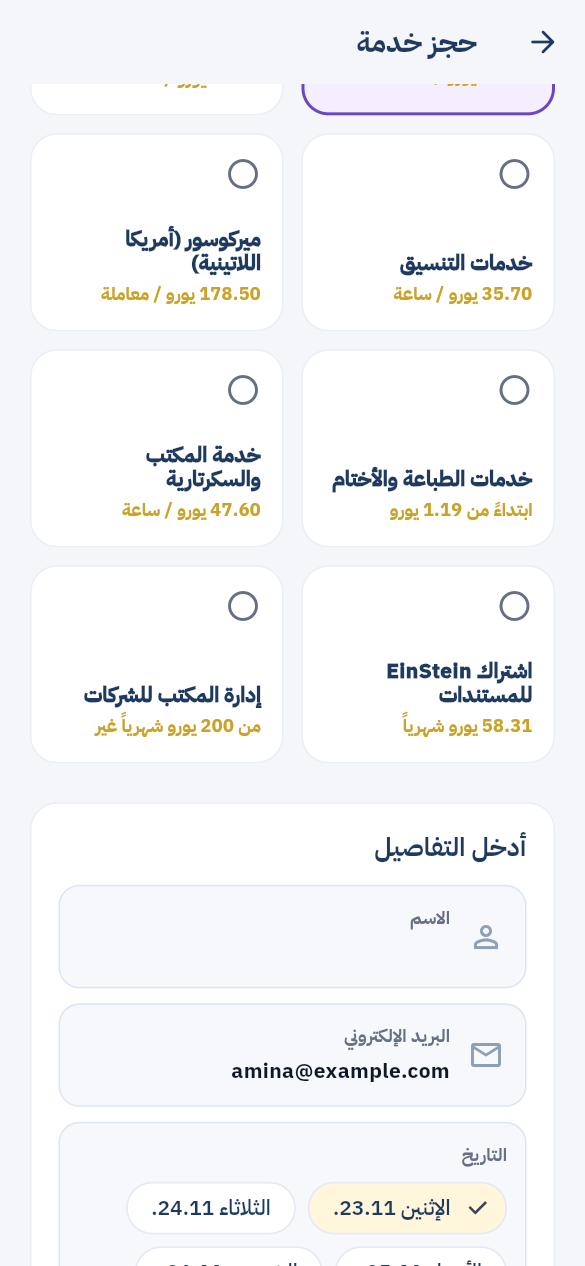 حجز خدمة
خدمات التنسيق
35.70 يورو / ساعة
ميركوسور (أمريكا
اللاتينية)
178.50 يورو / معاملة
خدمات الطباعة والأختام
ابتداءً من 1.19 يورو
خدمة المكتب
والسكرتارية
47.60 يورو / ساعة
اشتراك EinStein
للمستندات
58.31 يورو شهرياً
إدارة المكتب للشركات
من 200 يورو شهرياً غير
أدخل التفاصيل
الاسم
البريد الإلكتروني
amina@example.com
التاريخ
الإثنين 23.11.
الثلاثاء 24.11.